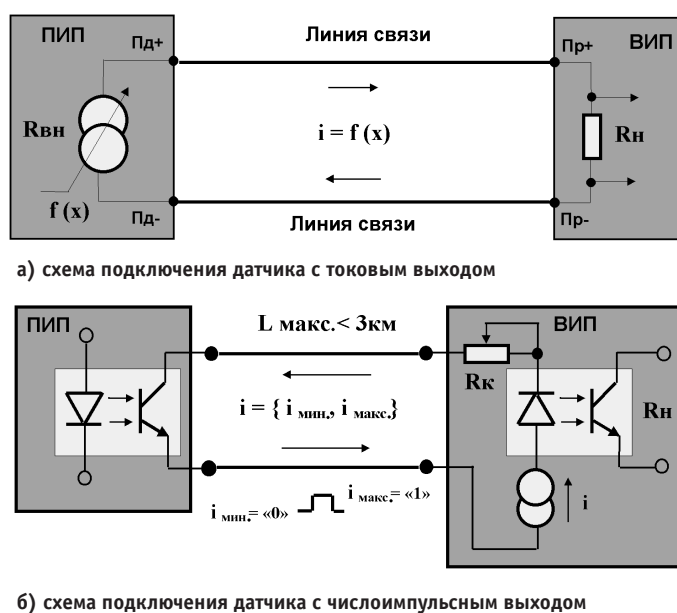 ПИП
Пд+
Линия связи
Пр+
ВИП
Rвн
i = f (x)
Rн
f (x)
Пд-
Линия связи
Пр-
а) схема подключения датчика с токовым выходом
ПИП
L макс.< 3км
ВИП
Rк
i = { i мин., i макс.}
Rн
i мин.= «0»
i макс.= «1»
i
б) схема подключения датчика с числоимпульсным выходом